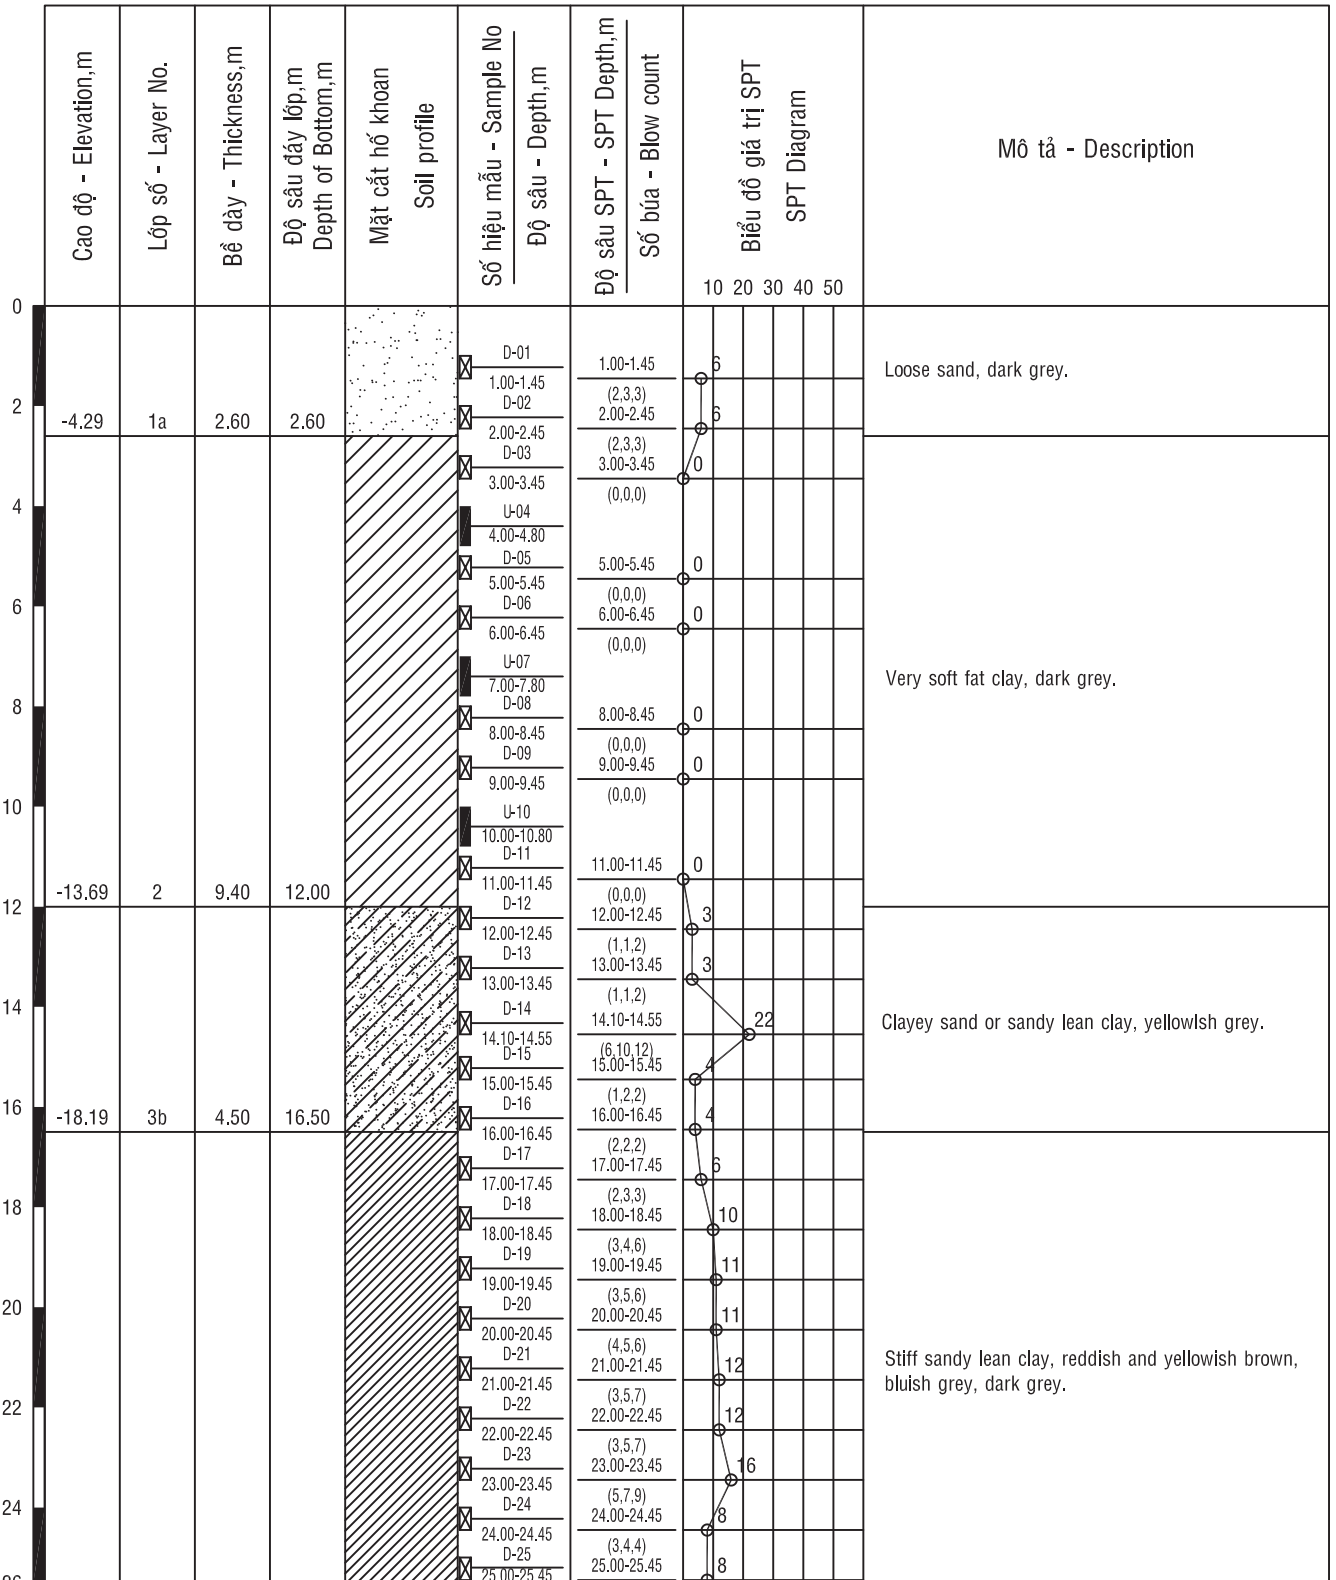 Cao độ - Elevation,m
Lớp số - Layer No.
Bề dày - Thickness,m
Độ sâu đáy lớp,m
Depth of Bottom,m
Mặt cắt hố khoan
Soil profile
Số hiệu mẫu - Sample No
Độ sâu - Depth,m
Độ sâu SPT - SPT Depth,m
Số búa - Blow count
Biểu đồ giá trị SPT
SPT Diagram
10 20 30 40 50
Mô tả - Description
0
D-01
1.00-1.45
1.00-1.45
(2,3,3)
6
Loose sand, dark grey.
2
D-02
2.00-2.45
2.00-2.45
(2,3,3)
6
-4.29 1a 2.60 2.60
D-03
3.00-3.45
3.00-3.45
(0,0,0)
0
4
U-04
4.00-4.80
D-05
5.00-5.45
5.00-5.45
(0,0,0)
0
6
D-06
6.00-6.45
6.00-6.45
(0,0,0)
0
U-07
7.00-7.80
Very soft fat clay, dark grey.
8
D-08
8.00-8.45
8.00-8.45
(0,0,0)
0
D-09
9.00-9.45
9.00-9.45
(0,0,0)
0
10
U-10
10.00-10.80
D-11
11.00-11.45
11.00-11.45
(0,0,0)
0
-13.69 2 9.40 12.00
12
D-12
12.00-12.45
12.00-12.45
(1,1,2)
3
D-13
13.00-13.45
13.00-13.45
(1,1,2)
3
14
D-14
14.10-14.55
14.10-14.55
(6,10,12)
22
Clayey sand or sandy lean clay, yellowish grey.
D-15
15.00-15.45
15.00-15.45
(1,2,2)
4
16
D-16
16.00-16.45
16.00-16.45
(2,2,2)
4
-18.19 3b 4.50 16.50
D-17
17.00-17.45
17.00-17.45
(2,3,3)
6
18
D-18
18.00-18.45
18.00-18.45
(3,4,6)
10
D-19
19.00-19.45
19.00-19.45
(3,5,6)
11
20
D-20
20.00-20.45
20.00-20.45
(4,5,6)
11
D-21
21.00-21.45
21.00-21.45
(3,5,7)
12
Stiff sandy lean clay, reddish and yellowish brown,
bluish grey, dark grey.
22
D-22
22.00-22.45
22.00-22.45
(3,5,7)
12
D-23
23.00-23.45
23.00-23.45
(5,7,9)
16
24
D-24
24.00-24.45
24.00-24.45
(3,4,4)
8
D-25
25.00-25.45
25.00-25.45
8
26